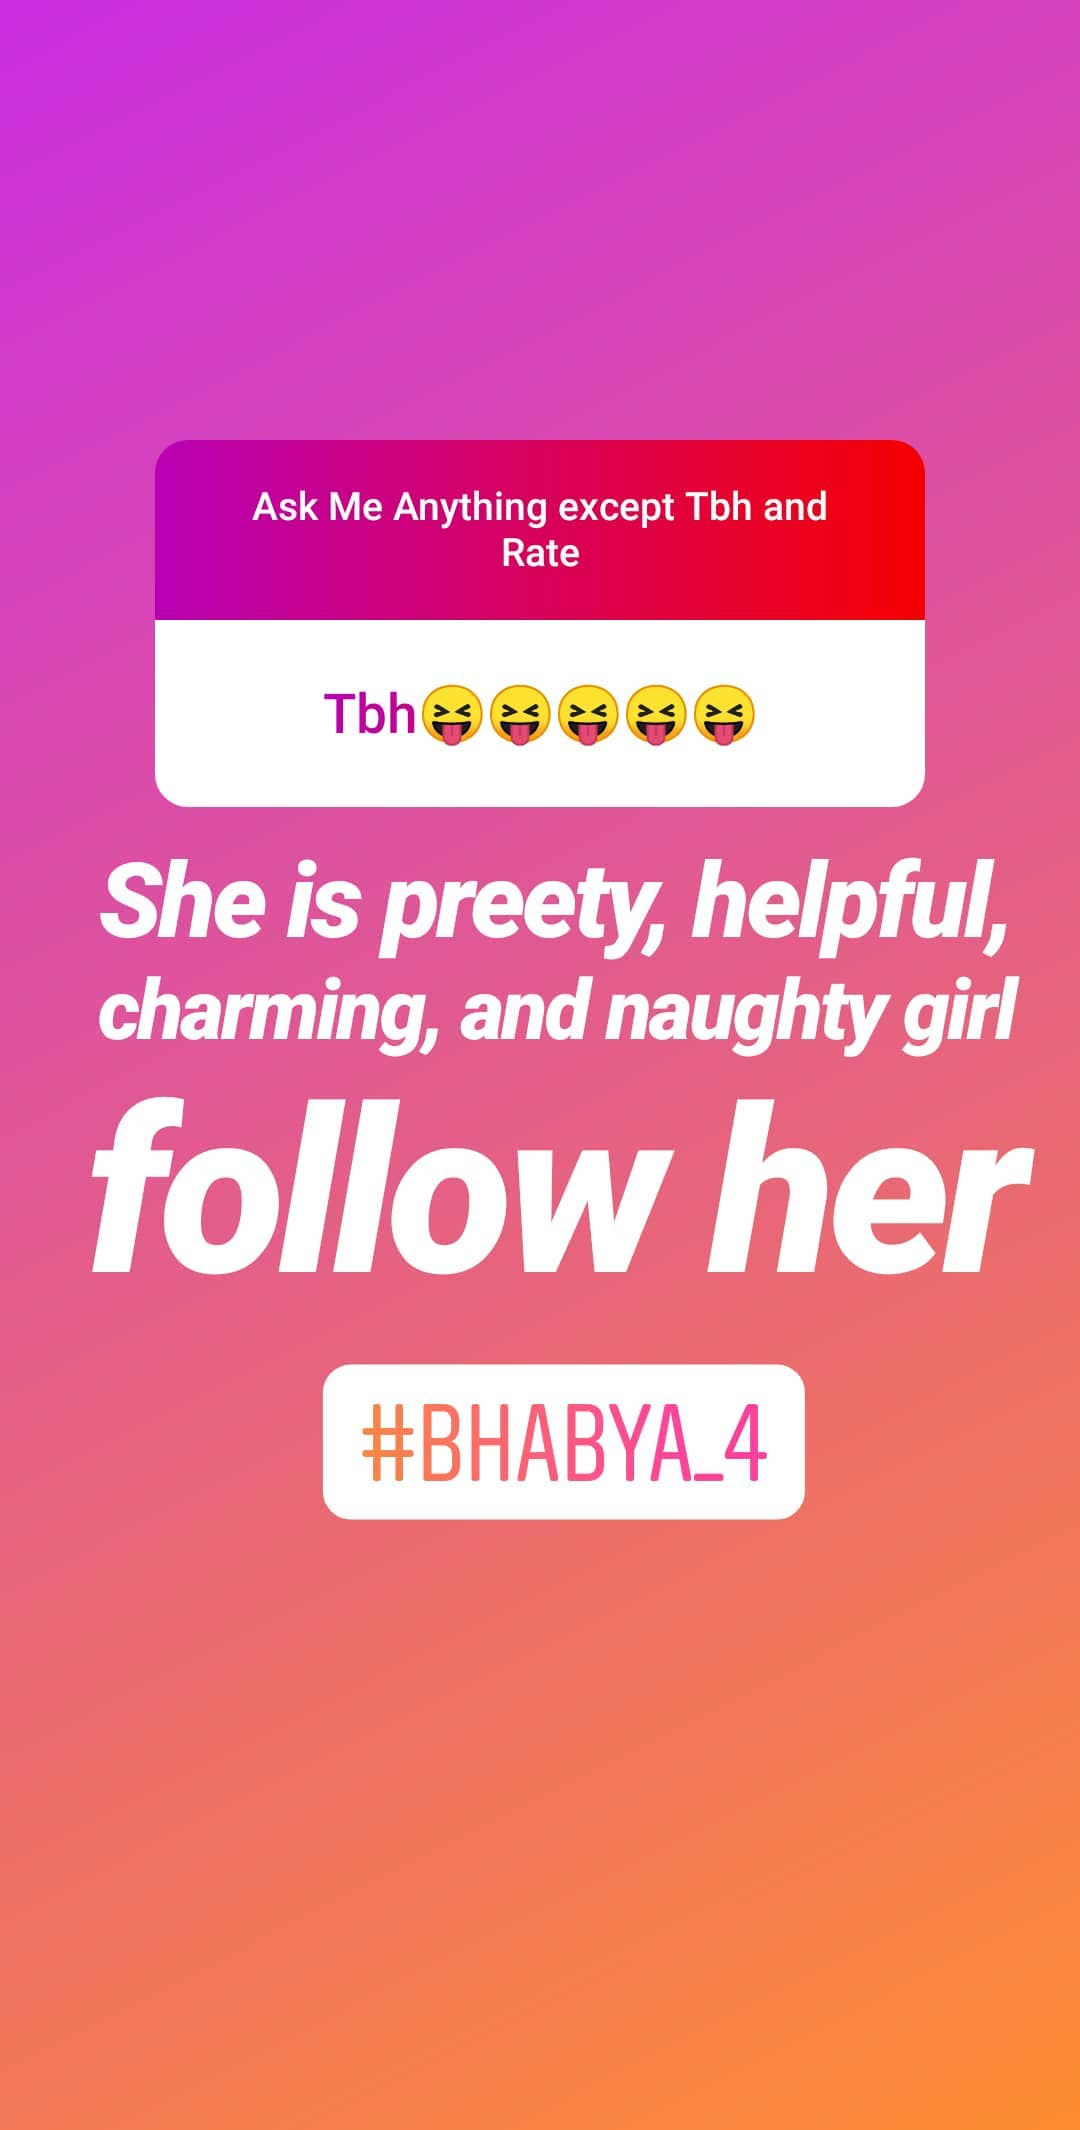 Ask Me Anything except Tbh and
Rate
Tbh😝😝😝😝😝
She is preety, helpful,
charming, and naughty girl
follow her
#BHABYA_4